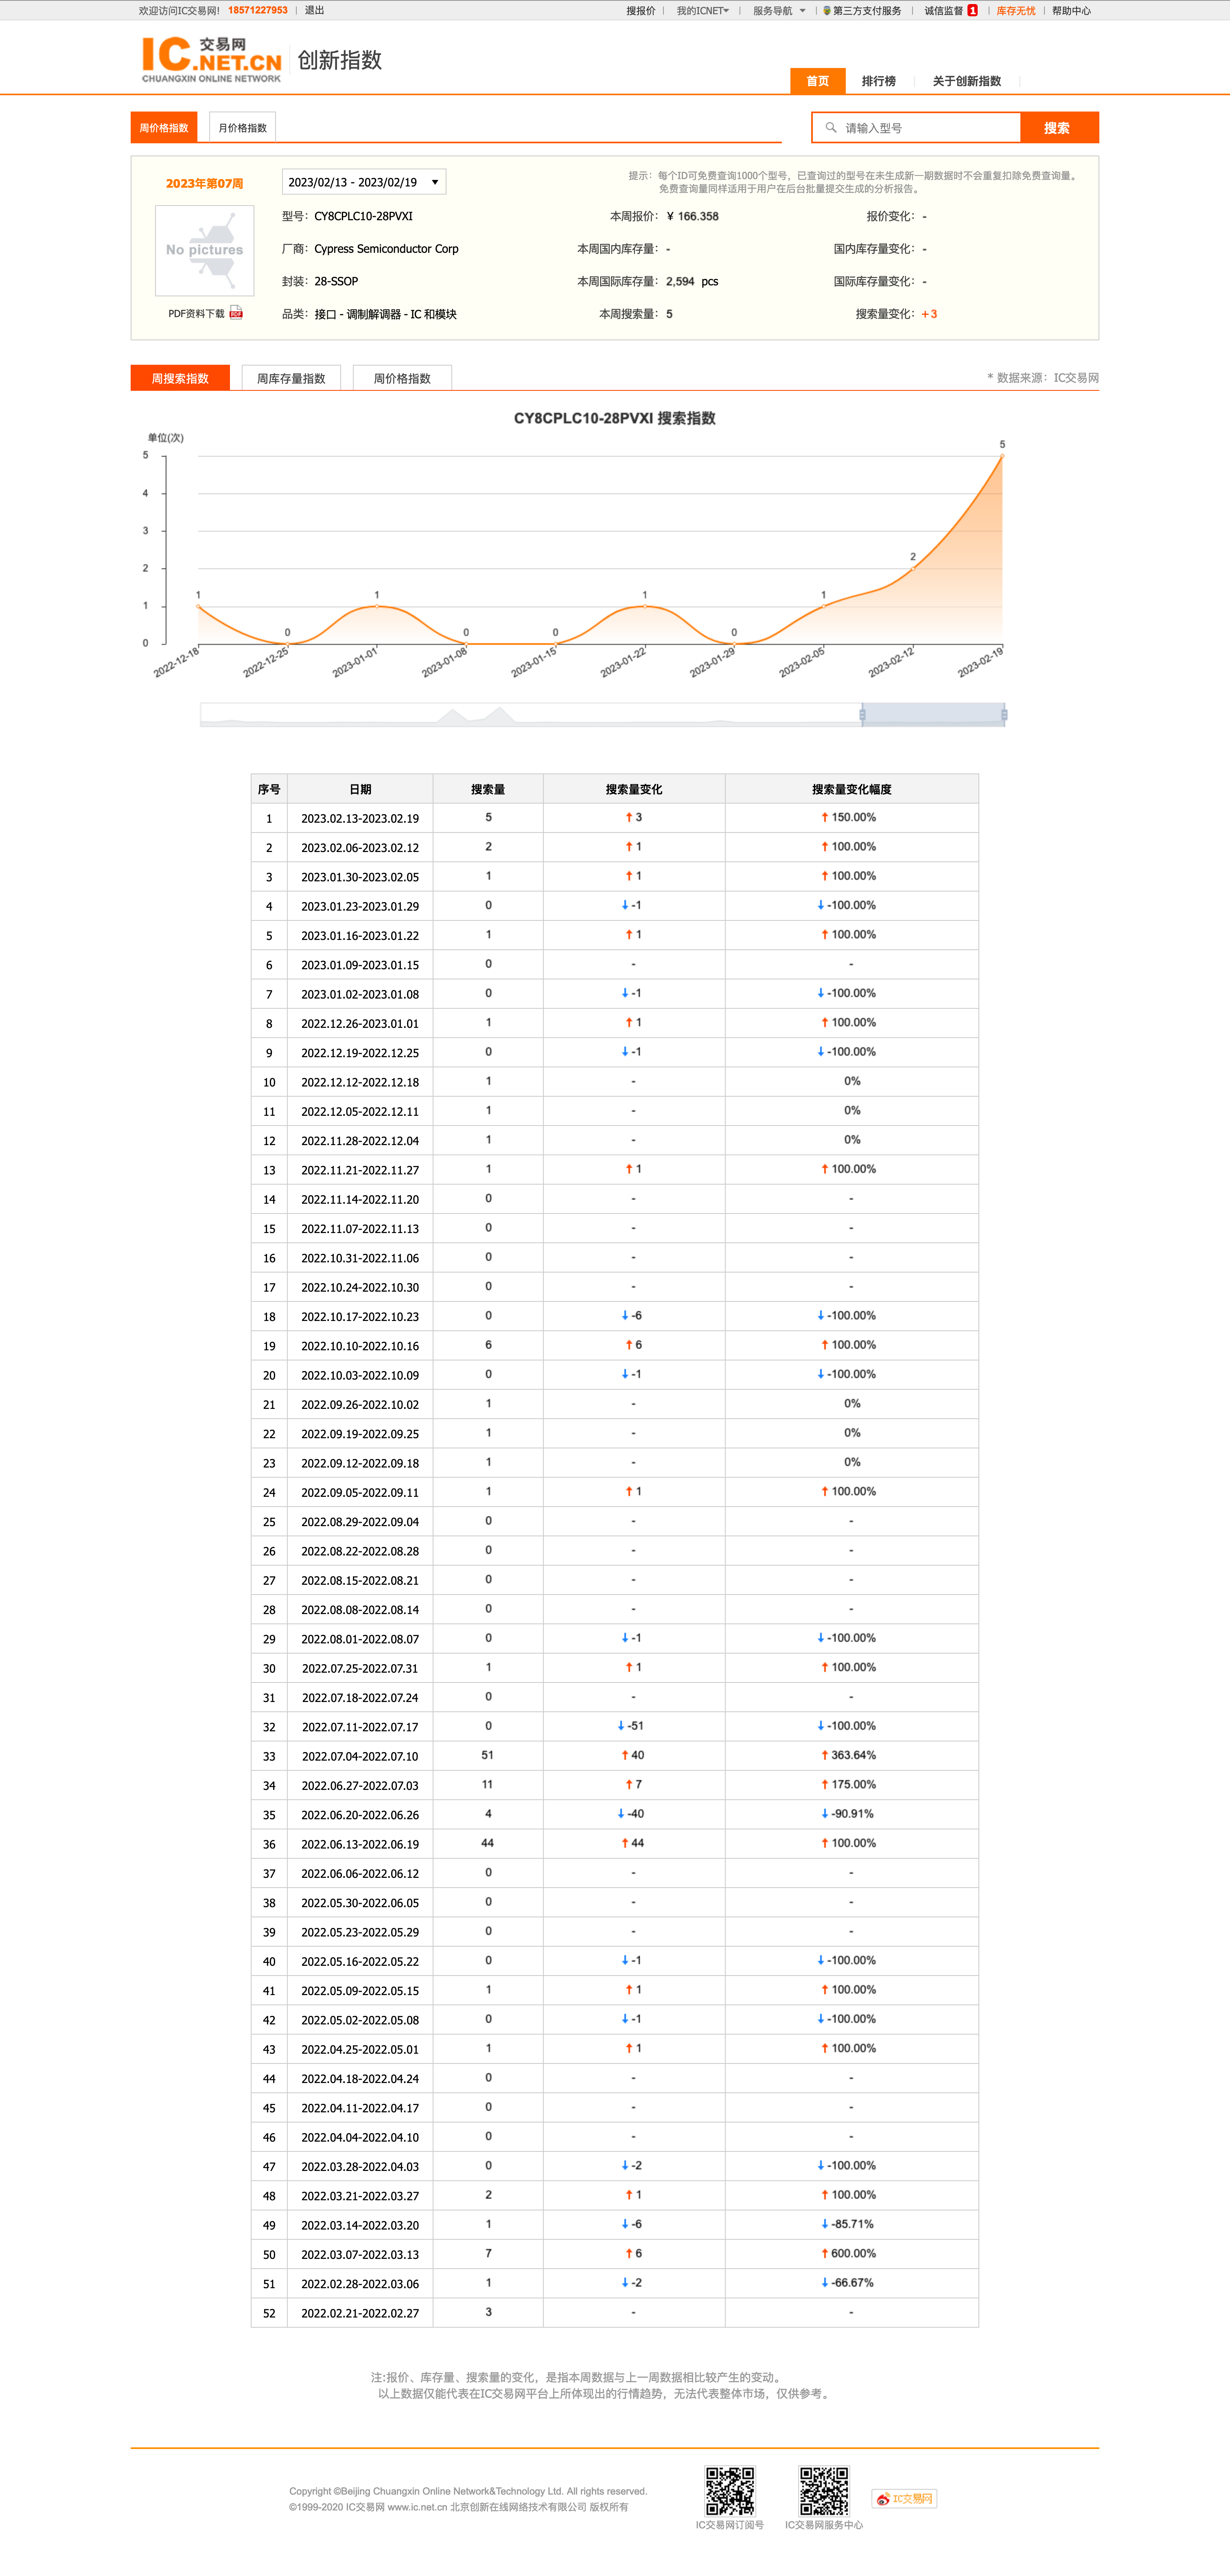 欢迎访问IC交易网! 18571227953 | 退出 搜报价 | 我的ICNET | 服务导航 | 第三方支付服务 | 诚信监督 1 | 库存无忧 | 帮助中心
IC 交易网 .NET.CN CHUANGXIN ONLINE NETWORK 创新指数
首页 排行榜 关于创新指数
周价格指数 月价格指数 请输入型号 搜索
2023年第07周 2023/02/13 - 2023/02/19 提示：每个ID可免费查询1000个型号，已查询过的型号在未生成新一期数据时不会重复扣除免费查询量。
免费查询量同样适用于用户在后台批量提交生成的分析报告。
型号：CY8CPLC10-28PVXI 本周报价：¥ 166.358 报价变化：-
No pictures
厂商：Cypress Semiconductor Corp 本周国内库存量：- 国内库存量变化：-
封装：28-SSOP 本周国际库存量：2,594 pcs 国际库存量变化：-
PDF资料下载 PDF
品类：接口 - 调制解调器 - IC 和模块 本周搜索量：5 搜索量变化：+3
周搜索指数 周库存量指数 周价格指数 * 数据来源：IC交易网
CY8CPLC10-28PVXI 搜索指数
单位(次)
5
4
3
2
1
0
1 0 1 0 0 1 0 1 2 5
2022-12-18 2022-12-25 2023-01-01 2023-01-08 2023-01-15 2023-01-22 2023-01-29 2023-02-05 2023-02-12 2023-02-19
序号 日期 搜索量 搜索量变化 搜索量变化幅度
1 2023.02.13-2023.02.19 5 ↑ 3 ↑ 150.00%
2 2023.02.06-2023.02.12 2 ↑ 1 ↑ 100.00%
3 2023.01.30-2023.02.05 1 ↑ 1 ↑ 100.00%
4 2023.01.23-2023.01.29 0 ↓ -1 ↓ -100.00%
5 2023.01.16-2023.01.22 1 ↑ 1 ↑ 100.00%
6 2023.01.09-2023.01.15 0 - -
7 2023.01.02-2023.01.08 0 ↓ -1 ↓ -100.00%
8 2022.12.26-2023.01.01 1 ↑ 1 ↑ 100.00%
9 2022.12.19-2022.12.25 0 ↓ -1 ↓ -100.00%
10 2022.12.12-2022.12.18 1 - 0%
11 2022.12.05-2022.12.11 1 - 0%
12 2022.11.28-2022.12.04 1 - 0%
13 2022.11.21-2022.11.27 1 ↑ 1 ↑ 100.00%
14 2022.11.14-2022.11.20 0 - -
15 2022.11.07-2022.11.13 0 - -
16 2022.10.31-2022.11.06 0 - -
17 2022.10.24-2022.10.30 0 - -
18 2022.10.17-2022.10.23 0 ↓ -6 ↓ -100.00%
19 2022.10.10-2022.10.16 6 ↑ 6 ↑ 100.00%
20 2022.10.03-2022.10.09 0 ↓ -1 ↓ -100.00%
21 2022.09.26-2022.10.02 1 - 0%
22 2022.09.19-2022.09.25 1 - 0%
23 2022.09.12-2022.09.18 1 - 0%
24 2022.09.05-2022.09.11 1 ↑ 1 ↑ 100.00%
25 2022.08.29-2022.09.04 0 - -
26 2022.08.22-2022.08.28 0 - -
27 2022.08.15-2022.08.21 0 - -
28 2022.08.08-2022.08.14 0 - -
29 2022.08.01-2022.08.07 0 ↓ -1 ↓ -100.00%
30 2022.07.25-2022.07.31 1 ↑ 1 ↑ 100.00%
31 2022.07.18-2022.07.24 0 - -
32 2022.07.11-2022.07.17 0 ↓ -51 ↓ -100.00%
33 2022.07.04-2022.07.10 51 ↑ 40 ↑ 363.64%
34 2022.06.27-2022.07.03 11 ↑ 7 ↑ 175.00%
35 2022.06.20-2022.06.26 4 ↓ -40 ↓ -90.91%
36 2022.06.13-2022.06.19 44 ↑ 44 ↑ 100.00%
37 2022.06.06-2022.06.12 0 - -
38 2022.05.30-2022.06.05 0 - -
39 2022.05.23-2022.05.29 0 - -
40 2022.05.16-2022.05.22 0 ↓ -1 ↓ -100.00%
41 2022.05.09-2022.05.15 1 ↑ 1 ↑ 100.00%
42 2022.05.02-2022.05.08 0 ↓ -1 ↓ -100.00%
43 2022.04.25-2022.05.01 1 ↑ 1 ↑ 100.00%
44 2022.04.18-2022.04.24 0 - -
45 2022.04.11-2022.04.17 0 - -
46 2022.04.04-2022.04.10 0 - -
47 2022.03.28-2022.04.03 0 ↓ -2 ↓ -100.00%
48 2022.03.21-2022.03.27 2 ↑ 1 ↑ 100.00%
49 2022.03.14-2022.03.20 1 ↓ -6 ↓ -85.71%
50 2022.03.07-2022.03.13 7 ↑ 6 ↑ 600.00%
51 2022.02.28-2022.03.06 1 ↓ -2 ↓ -66.67%
52 2022.02.21-2022.02.27 3 - -
注:报价、库存量、搜索量的变化，是指本周数据与上一周数据相比较产生的变动。
以上数据仅能代表在IC交易网平台上所体现出的行情趋势，无法代表整体市场，仅供参考。
Copyright ©Beijing Chuangxin Online Network&Technology Ltd. All rights reserved.
©1999-2020 IC交易网 www.ic.net.cn 北京创新在线网络技术有限公司 版权所有
IC交易网
IC交易网订阅号 IC交易网服务中心